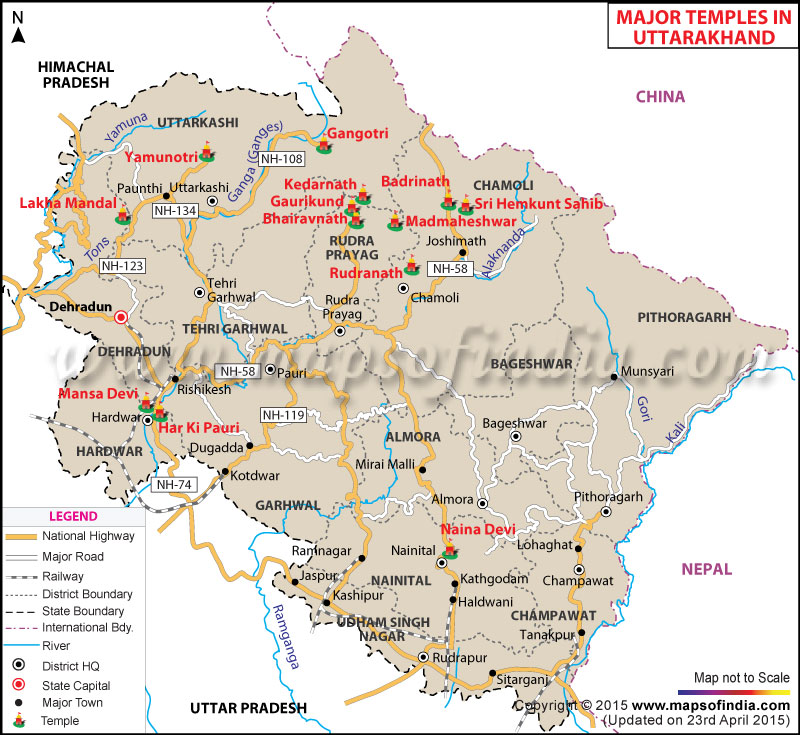 N
MAJOR TEMPLES IN
UTTARAKHAND
HIMACHAL
PRADESH
CHINA
Yamuna
UTTARKASHI
Ganga (Ganges)
Gangotri
Yamunotri
NH-108
Paunthi
Uttarkashi
Kedarnath
Badrinath
CHAMOLI
Lakha Mandal
NH-134
Gaurikund
Sri Hemkunt Sahib
Bhairavnath
Madmaheshwar
Tons
RUDRA
PRAYAG
Joshimath
Alaknanda
NH-123
Rudranath
NH-58
Tehri
Garhwal
Chamoli
Dehradun
Rudra
Prayag
PITHORAGARH
TEHRI GARHWAL
www.mapsofindia.com
DEHRADUN
BAGESHWAR
NH-58
Pauri
Munsyari
Rishikesh
Mansa Devi
Hardwar
Har Ki Pauri
NH-119
Gori
Kali
HARDWAR
Dugadda
ALMORA
Bageshwar
Kotdwar
Mirai Malli
NH-74
GARHWAL
Almora
Pithoragarh
Naina Devi
Lohaghat
Ramnagar
Nainital
NEPAL
Jaspur
NAINITAL
Kathgodam
Champawat
Kashipur
Haldwani
Ramganga
UDHAM SINGH
NAGAR
CHAMPAWAT
Tanakpur
Rudrapur
Sitarganj
UTTAR PRADESH
LEGEND
National Highway
Major Road
Railway
District Boundary
State Boundary
International Bdy.
River
District HQ
State Capital
Major Town
Temple
Map not to Scale
Copyright © 2015 www.mapsofindia.com
(Updated on 23rd April 2015)